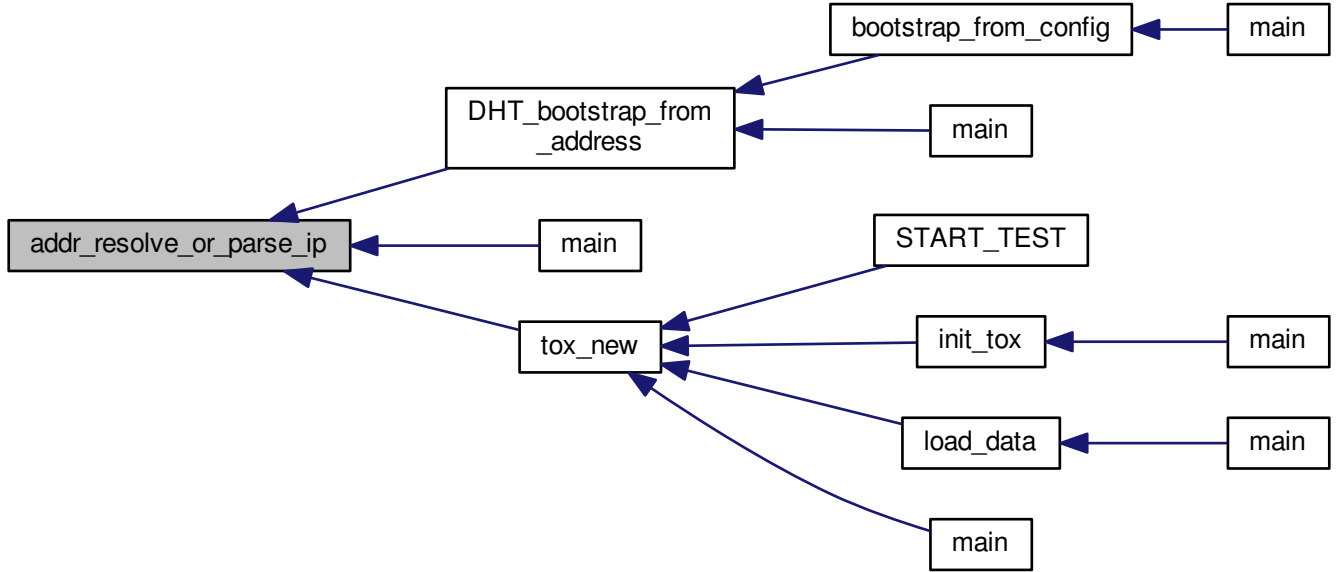 bootstrap_from_config
main
DHT_bootstrap_from
_address
main
addr_resolve_or_parse_ip
main
START_TEST
tox_new
init_tox
main
load_data
main
main